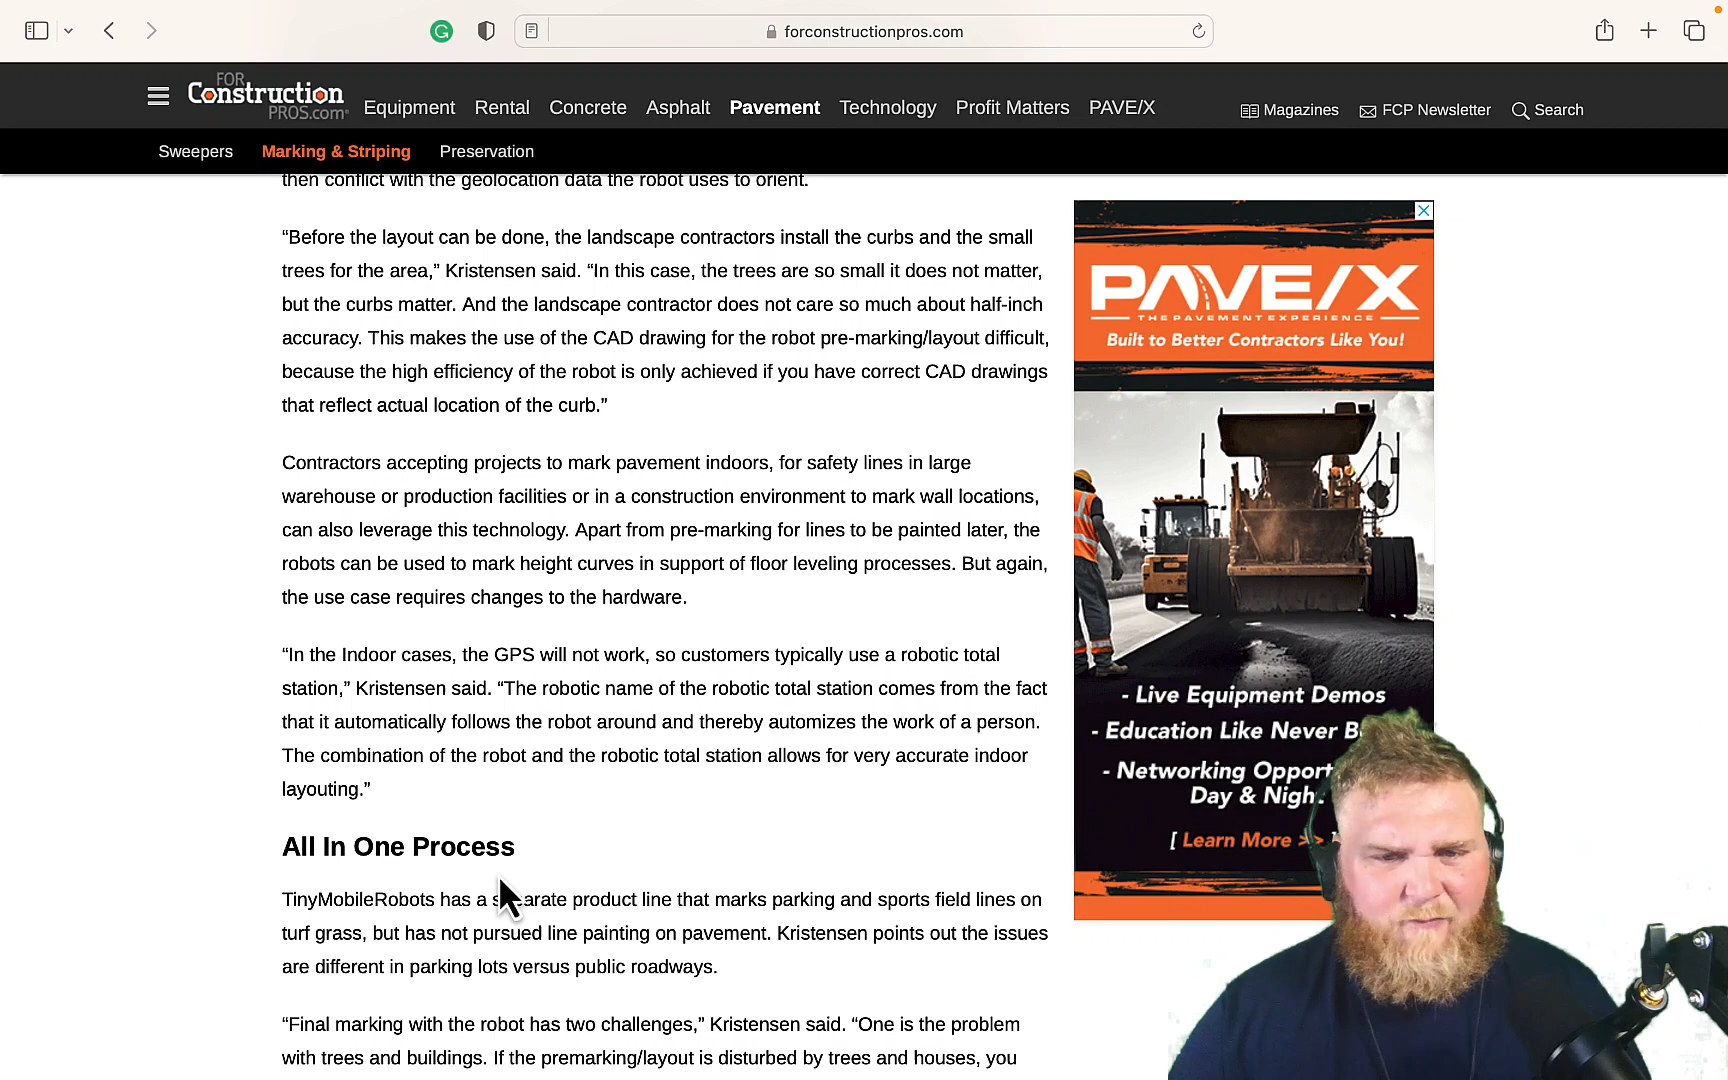 forconstructionpros.com
FOR
Construction
PROS.com
Equipment
Rental
Concrete
Asphalt
Pavement
Technology
Profit Matters
PAVE/X
Magazines
FCP Newsletter
Search
Sweepers
Marking & Striping
Preservation
then conflict with the geolocation data the robot uses to orient.
“Before the layout can be done, the landscape contractors install the curbs and the small
trees for the area,” Kristensen said. “In this case, the trees are so small it does not matter,
but the curbs matter. And the landscape contractor does not care so much about half-inch
accuracy. This makes the use of the CAD drawing for the robot pre-marking/layout difficult,
because the high efficiency of the robot is only achieved if you have correct CAD drawings
that reflect actual location of the curb.”
Contractors accepting projects to mark pavement indoors, for safety lines in large
warehouse or production facilities or in a construction environment to mark wall locations,
can also leverage this technology. Apart from pre-marking for lines to be painted later, the
robots can be used to mark height curves in support of floor leveling processes. But again,
the use case requires changes to the hardware.
“In the Indoor cases, the GPS will not work, so customers typically use a robotic total
station,” Kristensen said. “The robotic name of the robotic total station comes from the fact
that it automatically follows the robot around and thereby automizes the work of a person.
The combination of the robot and the robotic total station allows for very accurate indoor
layouting.”
All In One Process
TinyMobileRobots has a separate product line that marks parking and sports field lines on
turf grass, but has not pursued line painting on pavement. Kristensen points out the issues
are different in parking lots versus public roadways.
“Final marking with the robot has two challenges,” Kristensen said. “One is the problem
with trees and buildings. If the premarking/layout is disturbed by trees and houses, you
PAVE/X
THE PAVEMENT EXPERIENCE
Built to Better Contractors Like You!
- Live Equipment Demos
- Education Like Never B
- Networking Opport
Day & Night
[ Learn More >>